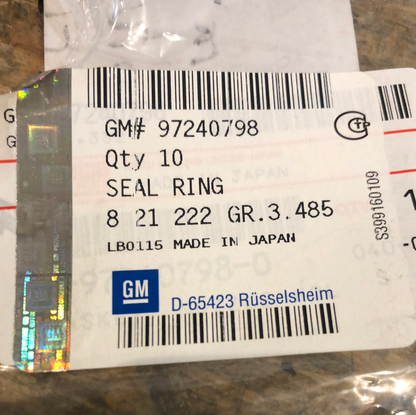 GM# 97240798
Qty 10
SEAL RING
8 21 222 GR.3.485
LB0115 MADE IN JAPAN
S399160109
GM
D-65423 Rüsselsheim